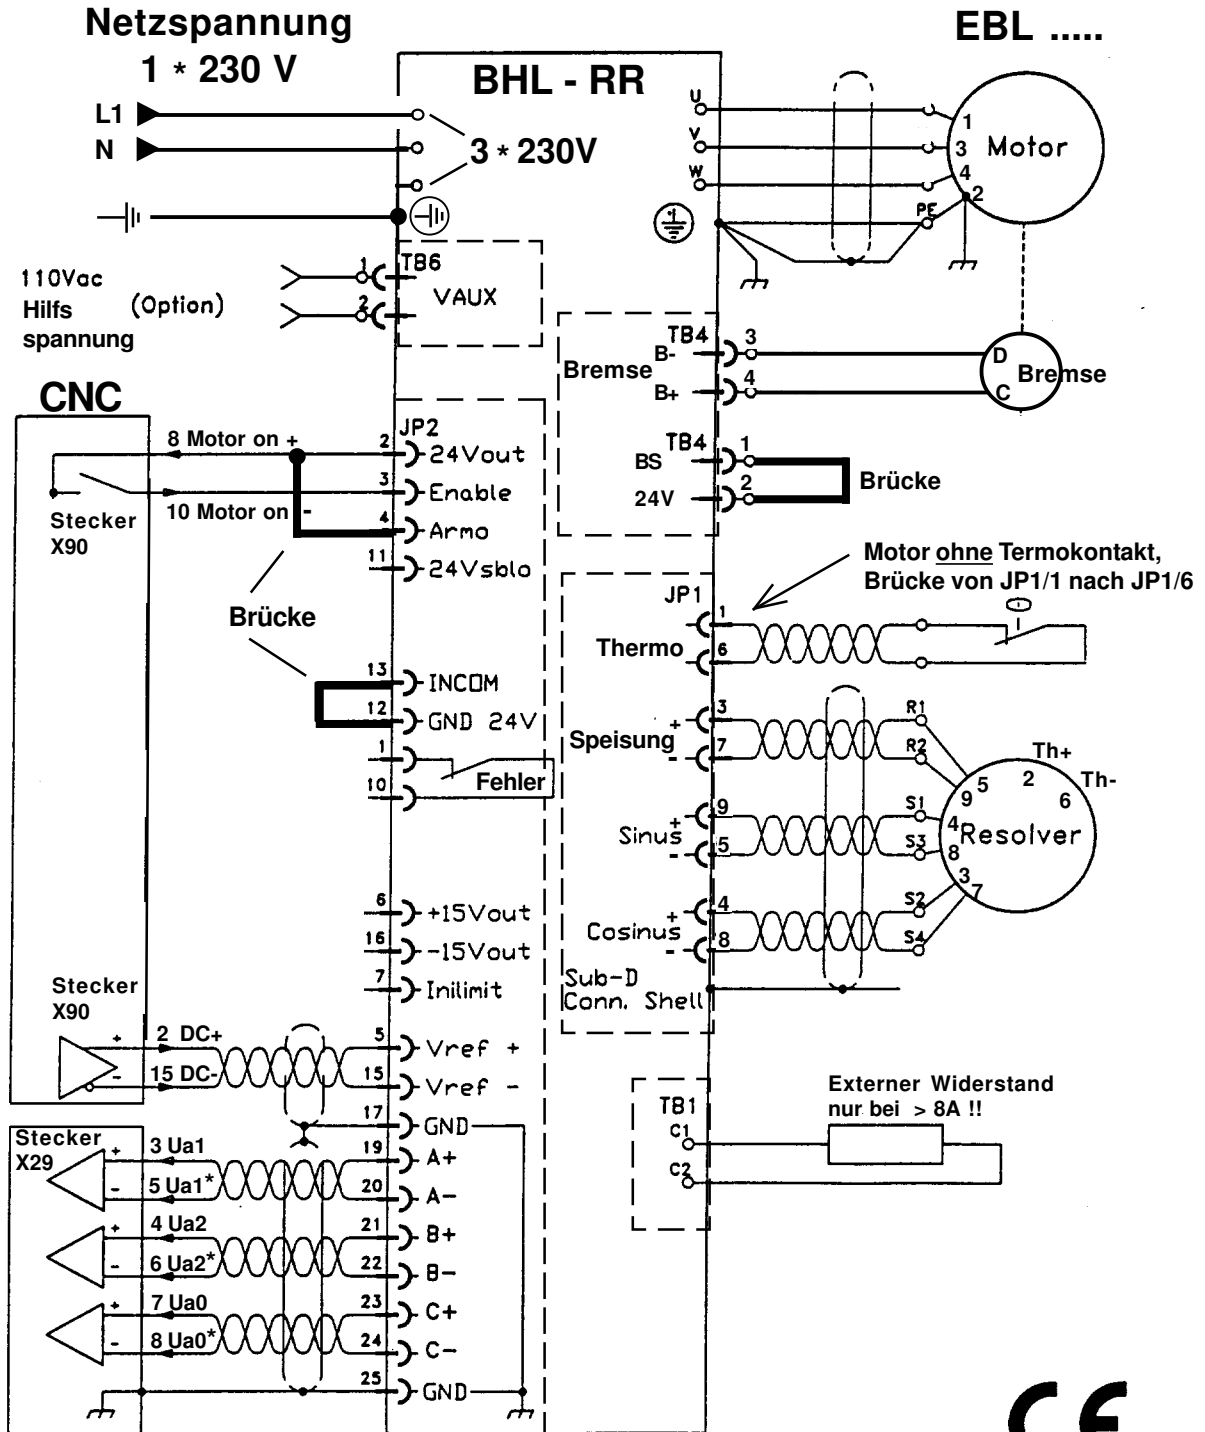 Netzspannung
1 * 230 V
EBL .....
BHL - RR
L1
N
3 * 230V
U
V
W
PE
1
3
4
2
Motor
110Vac
Hilfs
spannung
(Option)
1
2
TB6
VAUX
Bremse
TB4
B-
B+
3
4
D
C
Bremse
TB4
BS
24V
1
2
Brücke
CNC
Stecker
X90
8 Motor on +
10 Motor on -
JP2
2 24Vout
3 Enable
4 Armo
11 24Vsblo
Brücke
13 INCOM
12 GND 24V
1
10
Fehler
6 +15Vout
16 -15Vout
7 Inilimit
Motor ohne Termokontakt,
Brücke von JP1/1 nach JP1/6
JP1
Thermo
1
6
Speisung
+ 3
- 7
R1
R2
Sinus
+ 9
- 5
S1
S3
Cosinus
+ 4
- 8
S2
S4
Th+
Th-
5
9
2
6
4
8
3
7
Resolver
Sub-D
Conn. Shell
Stecker
X90
+
-
2 DC+
15 DC-
5 Vref +
15 Vref -
17 GND
Stecker
X29
+ 3 Ua1
- 5 Ua1*
19 A+
20 A-
+ 4 Ua2
- 6 Ua2*
21 B+
22 B-
+ 7 Ua0
- 8 Ua0*
23 C+
24 C-
25 GND
TB1
C1
C2
Externer Widerstand
nur bei > 8A !!
CE